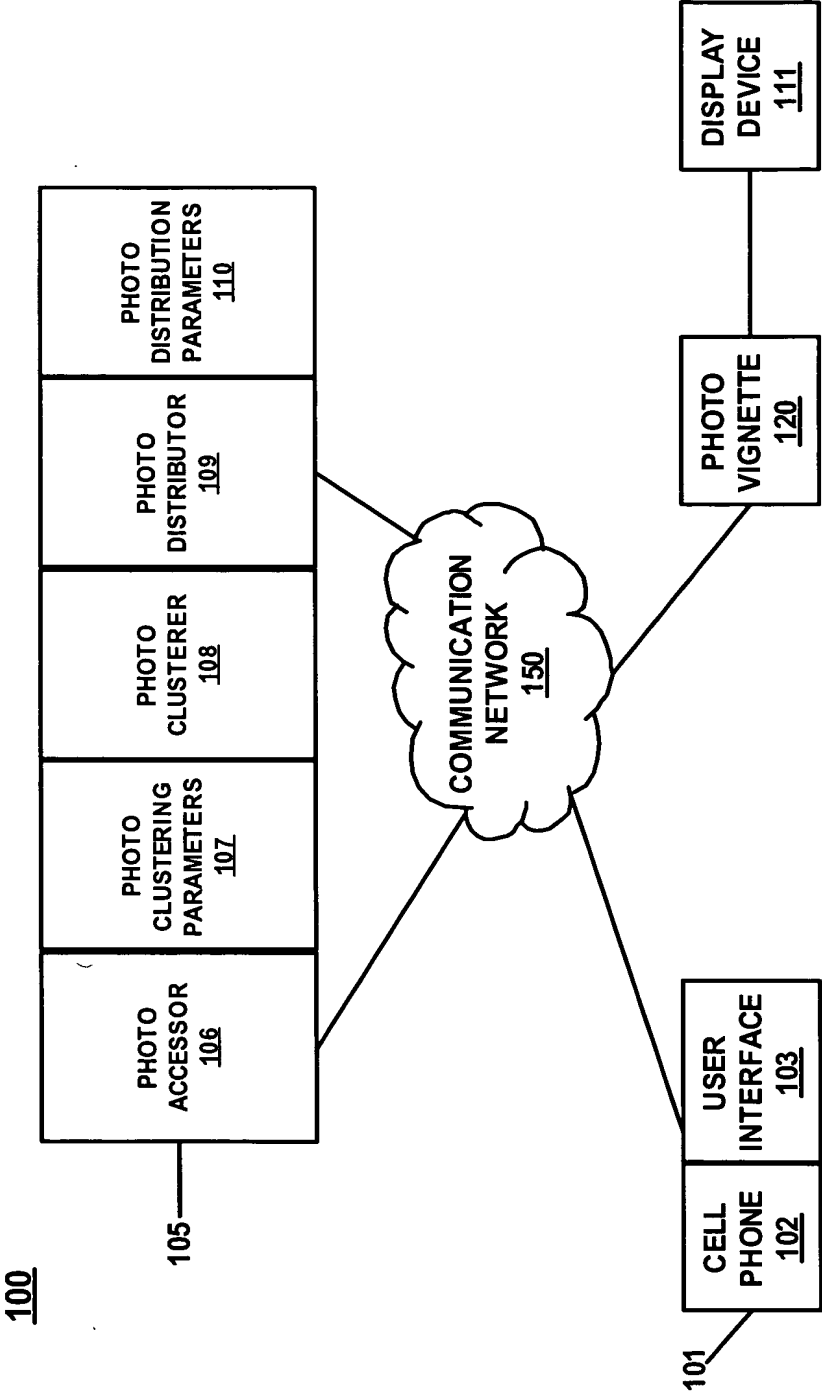 100
105
PHOTO
ACCESSOR
106
PHOTO
CLUSTERING
PARAMETERS
107
PHOTO
CLUSTERER
108
PHOTO
DISTRIBUTOR
109
PHOTO
DISTRIBUTION
PARAMETERS
110
COMMUNICATION
NETWORK
150
101
CELL
PHONE
102
USER
INTERFACE
103
PHOTO
VIGNETTE
120
DISPLAY
DEVICE
111